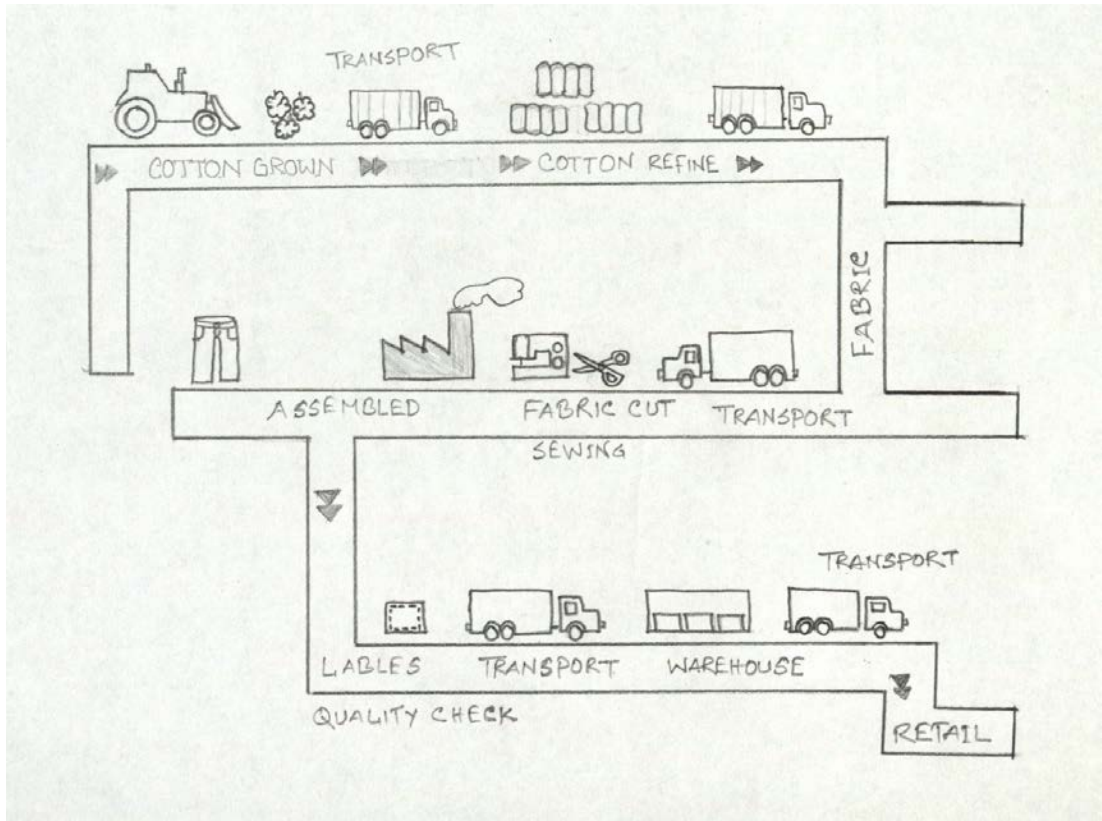 TRANSPORT
COTTON GROWN
COTTON REFINE
FABRIC
ASSEMBLED
FABRIC CUT
TRANSPORT
SEWING
TRANSPORT
LABLES
TRANSPORT
WAREHOUSE
QUALITY CHECK
RETAIL